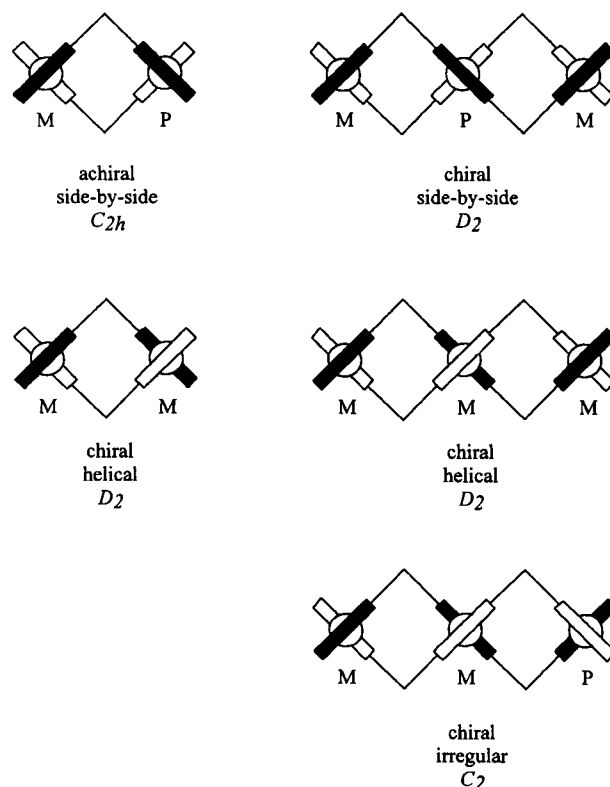 M P
achiral
side-by-side
C2h
M P M
chiral
side-by-side
D2
M M
chiral
helical
D2
M M M
chiral
helical
D2
M M P
chiral
irregular
C2